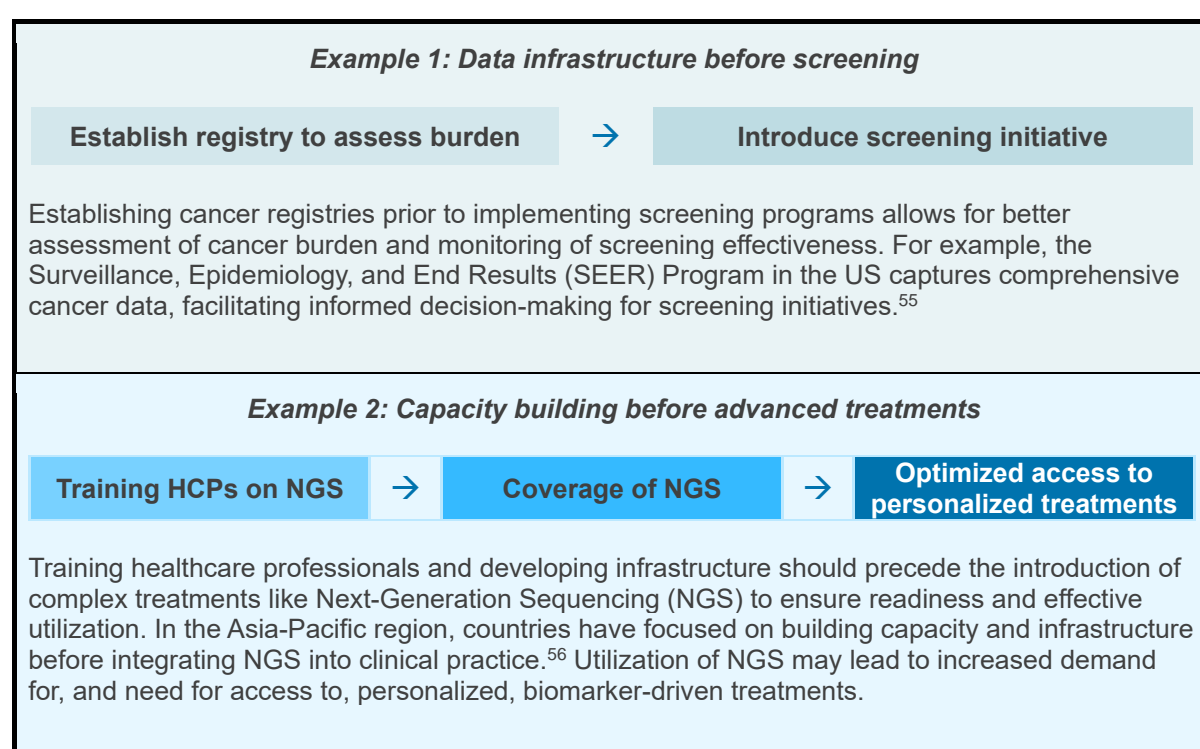 Example 1: Data infrastructure before screening
Establish registry to assess burden → Introduce screening initiative
Establishing cancer registries prior to implementing screening programs allows for better
assessment of cancer burden and monitoring of screening effectiveness. For example, the
Surveillance, Epidemiology, and End Results (SEER) Program in the US captures comprehensive
cancer data, facilitating informed decision-making for screening initiatives.⁵⁵
Example 2: Capacity building before advanced treatments
Training HCPs on NGS → Coverage of NGS → Optimized access to
personalized treatments
Training healthcare professionals and developing infrastructure should precede the introduction of
complex treatments like Next-Generation Sequencing (NGS) to ensure readiness and effective
utilization. In the Asia-Pacific region, countries have focused on building capacity and infrastructure
before integrating NGS into clinical practice.⁵⁶ Utilization of NGS may lead to increased demand
for, and need for access to, personalized, biomarker-driven treatments.